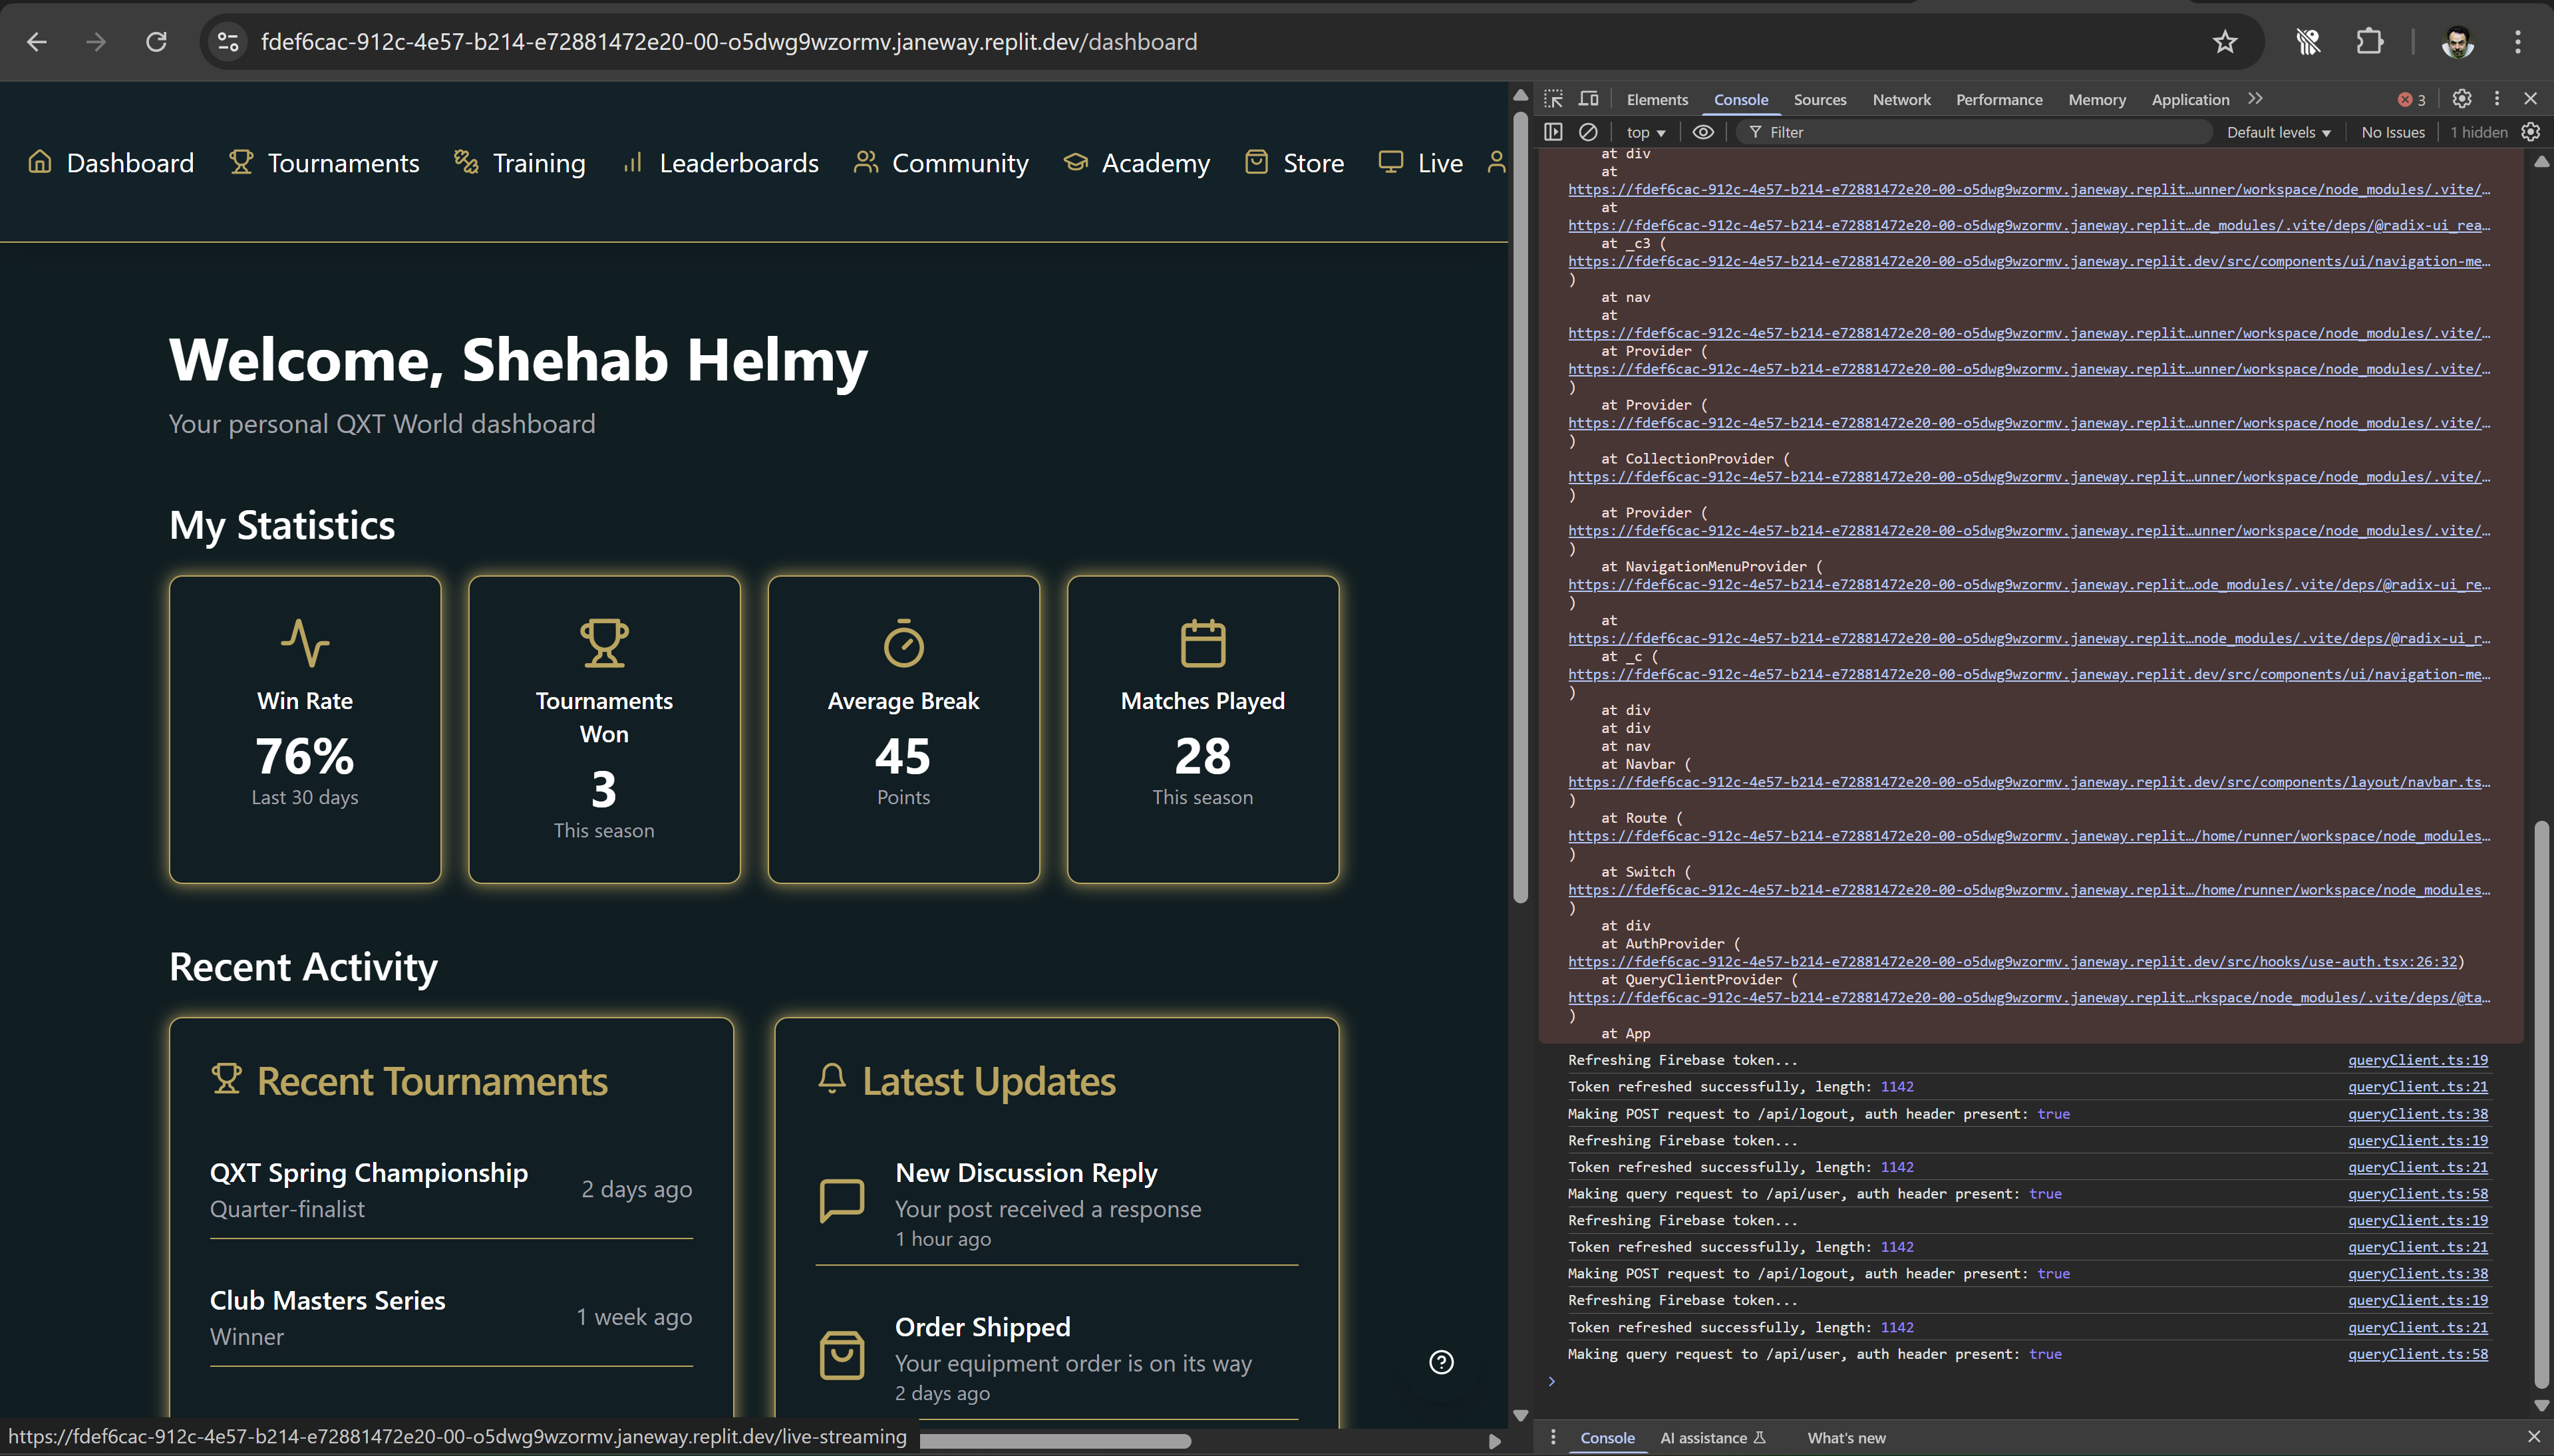 fdef6cac-912c-4e57-b214-e72881472e20-00-o5dwg9wzormv.janeway.replit.dev/dashboard
Dashboard
Tournaments
Training
Leaderboards
Community
Academy
Store
Live
Welcome, Shehab Helmy
Your personal QXT World dashboard
My Statistics
Win Rate
76%
Last 30 days
Tournaments
Won
3
This season
Average Break
45
Points
Matches Played
28
This season
Recent Activity
Recent Tournaments
QXT Spring Championship
Quarter-finalist
2 days ago
Club Masters Series
Winner
1 week ago
Latest Updates
New Discussion Reply
Your post received a response
1 hour ago
Order Shipped
Your equipment order is on its way
2 days ago
https://fdef6cac-912c-4e57-b214-e72881472e20-00-o5dwg9wzormv.janeway.replit.dev/live-streaming
Elements Console Sources Network Performance Memory Application 3
top Filter Default levels No Issues 1 hidden
at div
at
https://fdef6cac-912c-4e57-b214-e72881472e20-00-o5dwg9wzormv.janeway.replit…unner/workspace/node_modules/.vite/…
at
https://fdef6cac-912c-4e57-b214-e72881472e20-00-o5dwg9wzormv.janeway.replit…de_modules/.vite/deps/@radix-ui_rea…
at _c3 (
https://fdef6cac-912c-4e57-b214-e72881472e20-00-o5dwg9wzormv.janeway.replit.dev/src/components/ui/navigation-me…
)
at nav
at
https://fdef6cac-912c-4e57-b214-e72881472e20-00-o5dwg9wzormv.janeway.replit…unner/workspace/node_modules/.vite/…
at Provider (
https://fdef6cac-912c-4e57-b214-e72881472e20-00-o5dwg9wzormv.janeway.replit…unner/workspace/node_modules/.vite/…
)
at Provider (
https://fdef6cac-912c-4e57-b214-e72881472e20-00-o5dwg9wzormv.janeway.replit…unner/workspace/node_modules/.vite/…
)
at CollectionProvider (
https://fdef6cac-912c-4e57-b214-e72881472e20-00-o5dwg9wzormv.janeway.replit…unner/workspace/node_modules/.vite/…
)
at Provider (
https://fdef6cac-912c-4e57-b214-e72881472e20-00-o5dwg9wzormv.janeway.replit…unner/workspace/node_modules/.vite/…
)
at NavigationMenuProvider (
https://fdef6cac-912c-4e57-b214-e72881472e20-00-o5dwg9wzormv.janeway.replit…ode_modules/.vite/deps/@radix-ui_re…
)
at
https://fdef6cac-912c-4e57-b214-e72881472e20-00-o5dwg9wzormv.janeway.replit…node_modules/.vite/deps/@radix-ui_r…
at _c (
https://fdef6cac-912c-4e57-b214-e72881472e20-00-o5dwg9wzormv.janeway.replit.dev/src/components/ui/navigation-me…
)
at div
at div
at nav
at Navbar (
https://fdef6cac-912c-4e57-b214-e72881472e20-00-o5dwg9wzormv.janeway.replit.dev/src/components/layout/navbar.ts…
)
at Route (
https://fdef6cac-912c-4e57-b214-e72881472e20-00-o5dwg9wzormv.janeway.replit…/home/runner/workspace/node_modules…
)
at Switch (
https://fdef6cac-912c-4e57-b214-e72881472e20-00-o5dwg9wzormv.janeway.replit…/home/runner/workspace/node_modules…
)
at div
at AuthProvider (
https://fdef6cac-912c-4e57-b214-e72881472e20-00-o5dwg9wzormv.janeway.replit.dev/src/hooks/use-auth.tsx:26:32)
at QueryClientProvider (
https://fdef6cac-912c-4e57-b214-e72881472e20-00-o5dwg9wzormv.janeway.replit…rkspace/node_modules/.vite/deps/@ta…
)
at App
Refreshing Firebase token... queryClient.ts:19
Token refreshed successfully, length: 1142 queryClient.ts:21
Making POST request to /api/logout, auth header present: true queryClient.ts:38
Refreshing Firebase token... queryClient.ts:19
Token refreshed successfully, length: 1142 queryClient.ts:21
Making query request to /api/user, auth header present: true queryClient.ts:58
Refreshing Firebase token... queryClient.ts:19
Token refreshed successfully, length: 1142 queryClient.ts:21
Making POST request to /api/logout, auth header present: true queryClient.ts:38
Refreshing Firebase token... queryClient.ts:19
Token refreshed successfully, length: 1142 queryClient.ts:21
Making query request to /api/user, auth header present: true queryClient.ts:58
Console AI assistance What's new